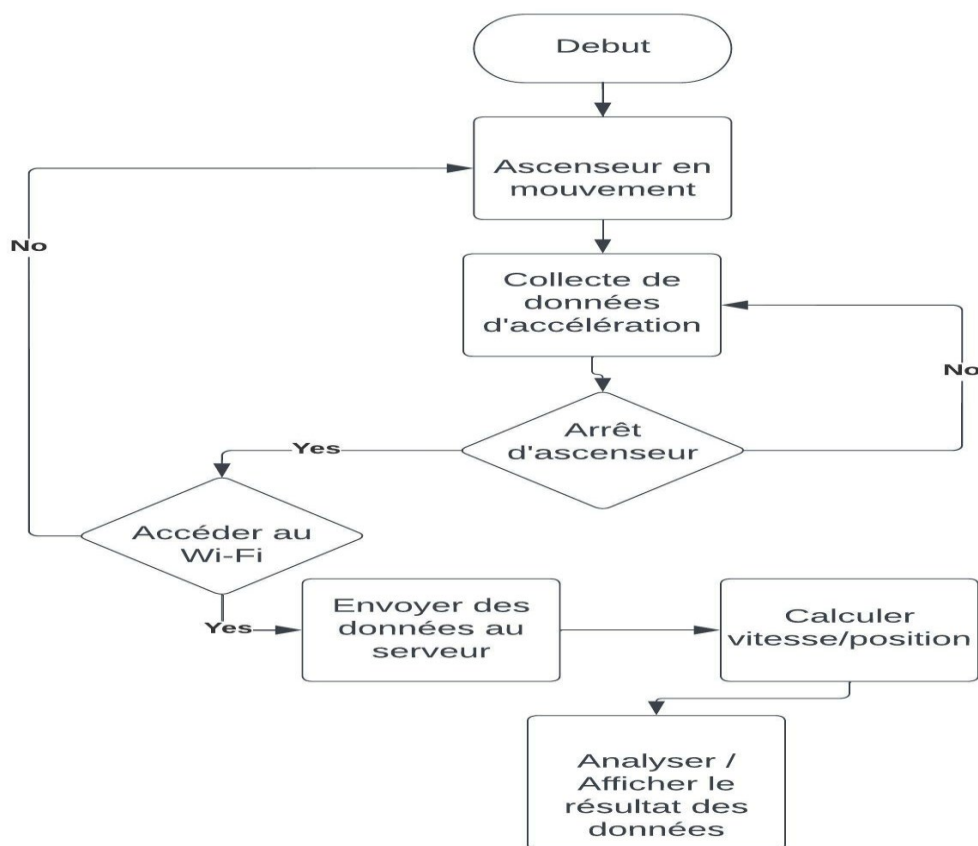 Debut
Ascenseur en
mouvement
No
Collecte de
données
d'accélération
No
Arrêt
d'ascenseur
Yes
Accéder au
Wi-Fi
Yes
Envoyer des
données au
serveur
Calculer
vitesse/position
Analyser /
Afficher le
résultat des
données